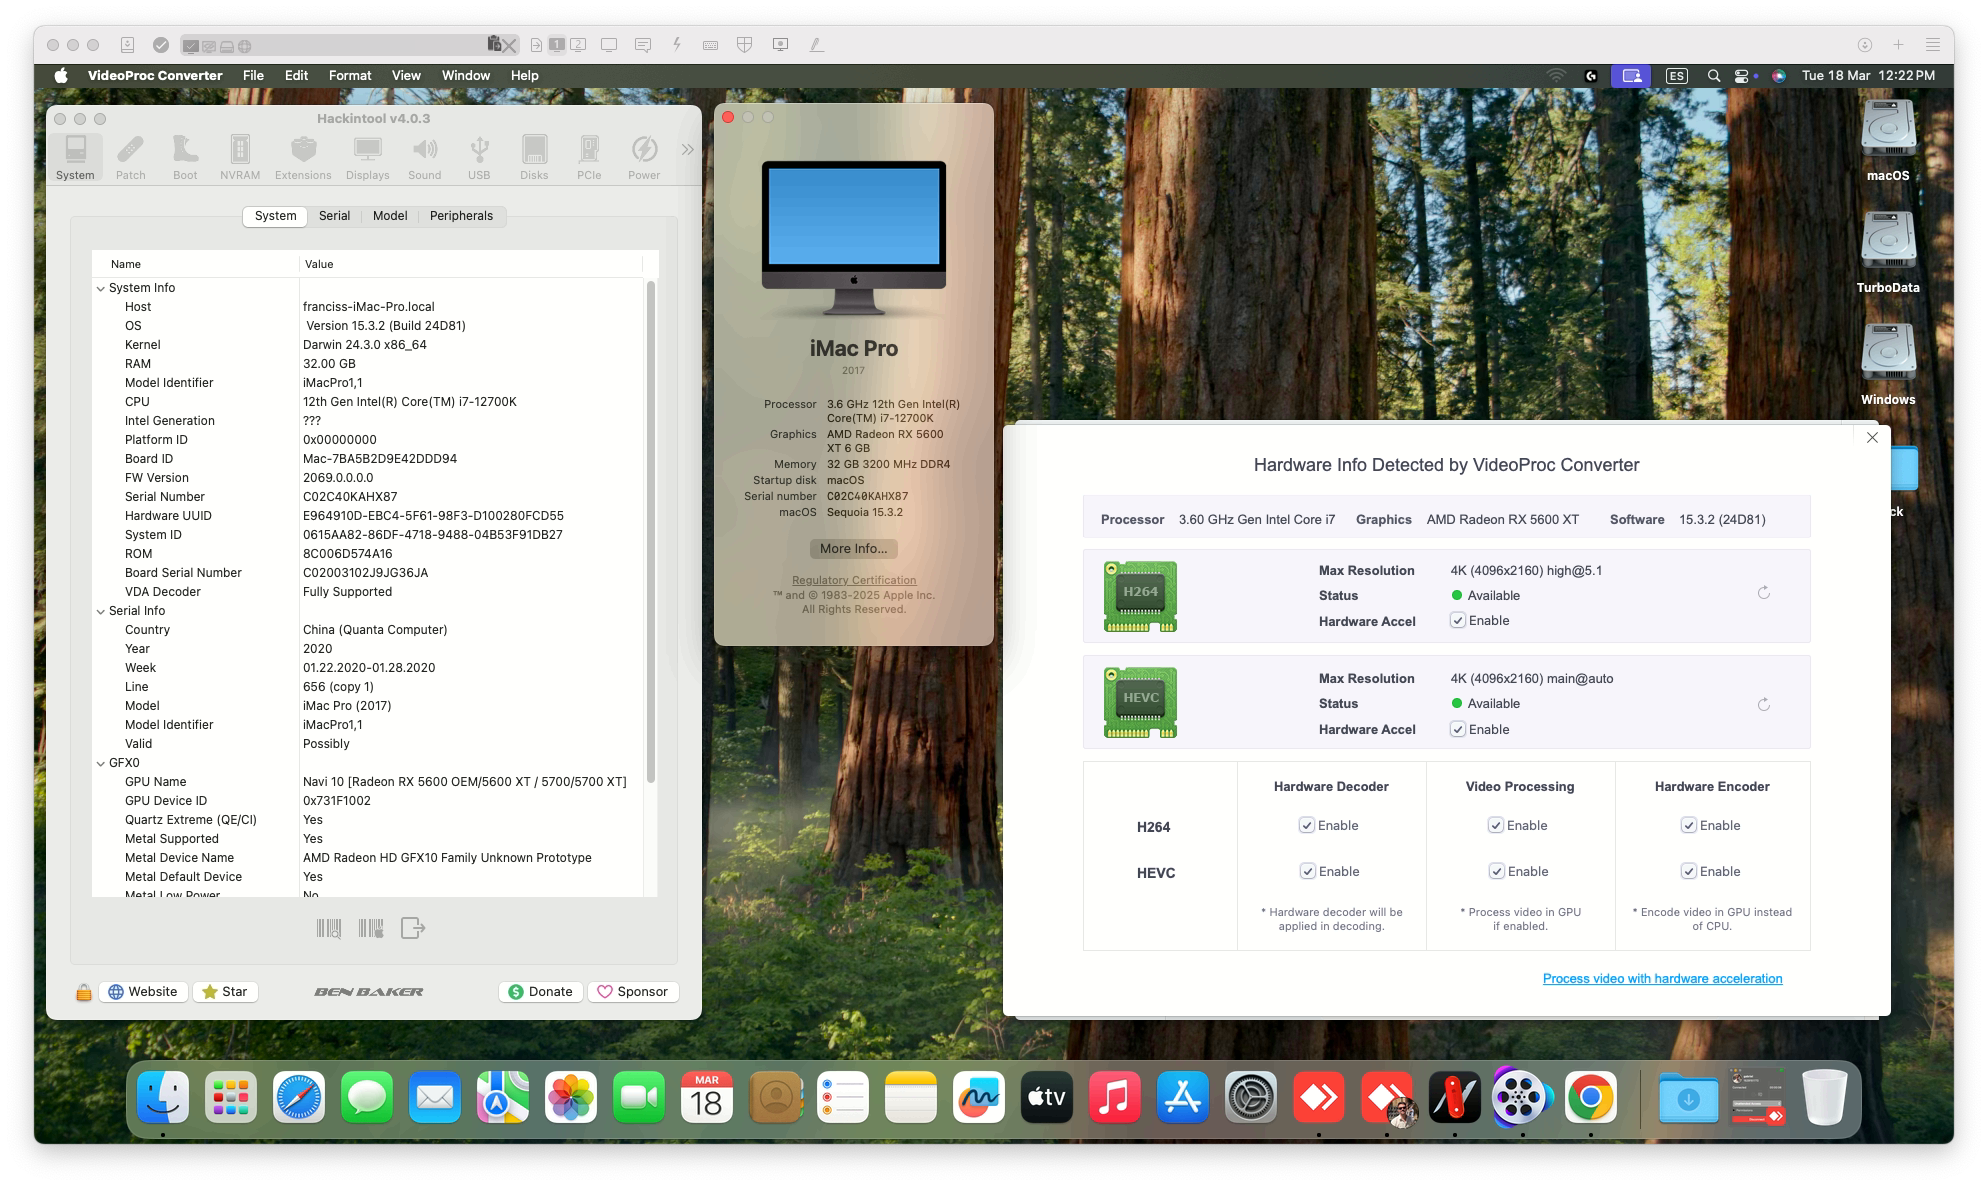 1
2
VideoProc Converter File Edit Format View Window Help
ES
Tue 18 Mar 12:22 PM
Hackintool v4.0.3
System Patch Boot NVRAM Extensions Displays Sound USB Disks PCIe Power
System Serial Model Peripherals
Name Value
System Info
Host franciss-iMac-Pro.local
OS Version 15.3.2 (Build 24D81)
Kernel Darwin 24.3.0 x86_64
RAM 32.00 GB
Model Identifier iMacPro1,1
CPU 12th Gen Intel(R) Core(TM) i7-12700K
Intel Generation ???
Platform ID 0x00000000
Board ID Mac-7BA5B2D9E42DDD94
FW Version 2069.0.0.0.0
Serial Number C02C40KAHX87
Hardware UUID E964910D-EBC4-5F61-98F3-D100280FCD55
System ID 0615AA82-86DF-4718-9488-04B53F91DB27
ROM 8C006D574A16
Board Serial Number C02003102J9JG36JA
VDA Decoder Fully Supported
Serial Info
Country China (Quanta Computer)
Year 2020
Week 01.22.2020-01.28.2020
Line 656 (copy 1)
Model iMac Pro (2017)
Model Identifier iMacPro1,1
Valid Possibly
GFX0
GPU Name Navi 10 [Radeon RX 5600 OEM/5600 XT / 5700/5700 XT]
GPU Device ID 0x731F1002
Quartz Extreme (QE/CI) Yes
Metal Supported Yes
Metal Device Name AMD Radeon HD GFX10 Family Unknown Prototype
Metal Default Device Yes
Metal Low Power No
Website Star BEN BAKER Donate Sponsor
iMac Pro
2017
Processor 3.6 GHz 12th Gen Intel(R)
Core(TM) i7-12700K
Graphics AMD Radeon RX 5600
XT 6 GB
Memory 32 GB 3200 MHz DDR4
Startup disk macOS
Serial number C02C40KAHX87
macOS Sequoia 15.3.2
More Info...
Regulatory Certification
™ and © 1983-2025 Apple Inc.
All Rights Reserved.
macOS
TurboData
Windows
ck
Hardware Info Detected by VideoProc Converter
Processor 3.60 GHz Gen Intel Core i7 Graphics AMD Radeon RX 5600 XT Software 15.3.2 (24D81)
H264
Max Resolution 4K (4096x2160) high@5.1
Status Available
Hardware Accel Enable
HEVC
Max Resolution 4K (4096x2160) main@auto
Status Available
Hardware Accel Enable
Hardware Decoder Video Processing Hardware Encoder
H264 Enable Enable Enable
HEVC Enable Enable Enable
* Hardware decoder will be
applied in decoding.
* Process video in GPU
if enabled.
* Encode video in GPU instead
of CPU.
Process video with hardware acceleration
MAR
18
tv